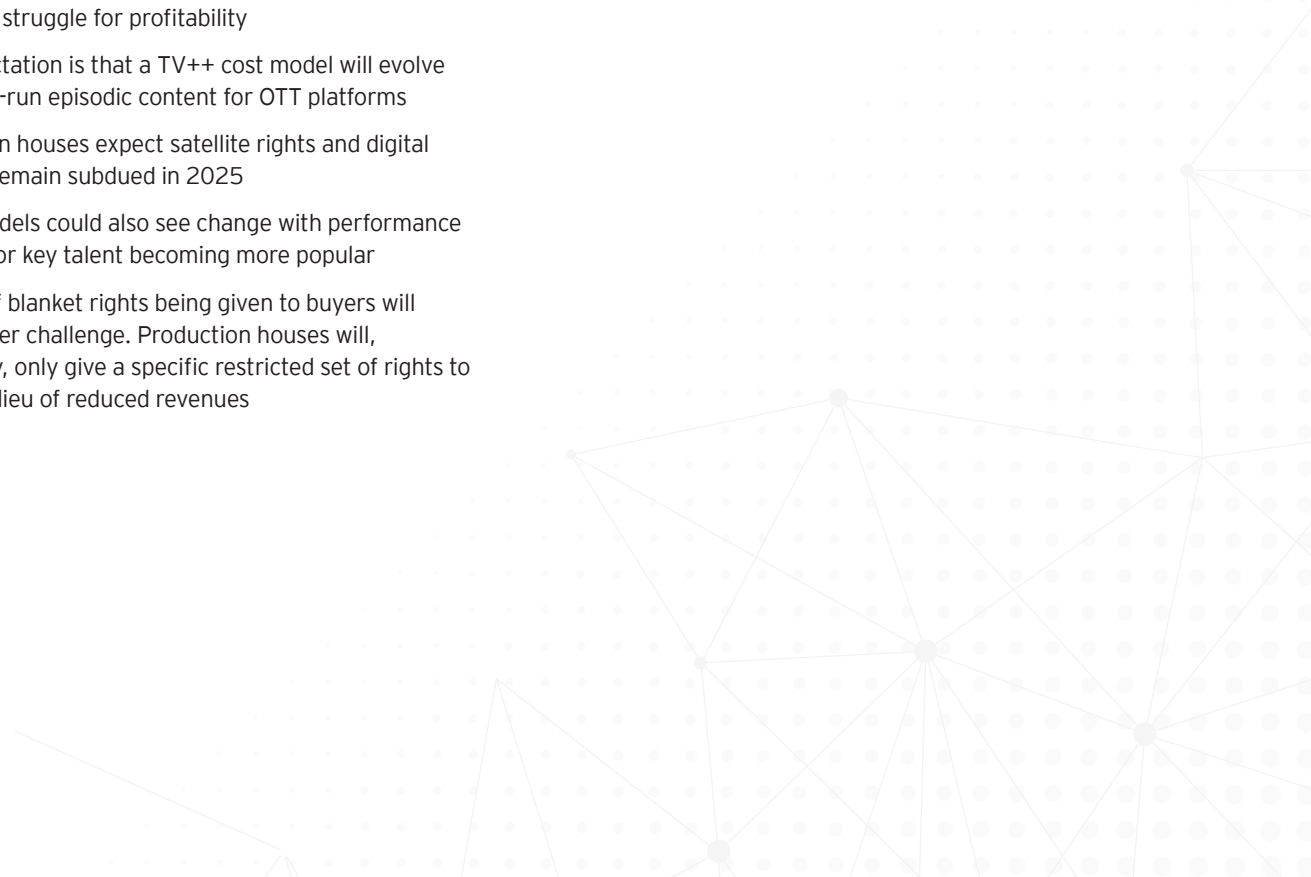 struggle for profitability
tation is that a TV++ cost model will evolve
-run episodic content for OTT platforms
n houses expect satellite rights and digital
emain subdued in 2025
dels could also see change with performance
or key talent becoming more popular
f blanket rights being given to buyers will
er challenge. Production houses will,
, only give a specific restricted set of rights to
lieu of reduced revenues